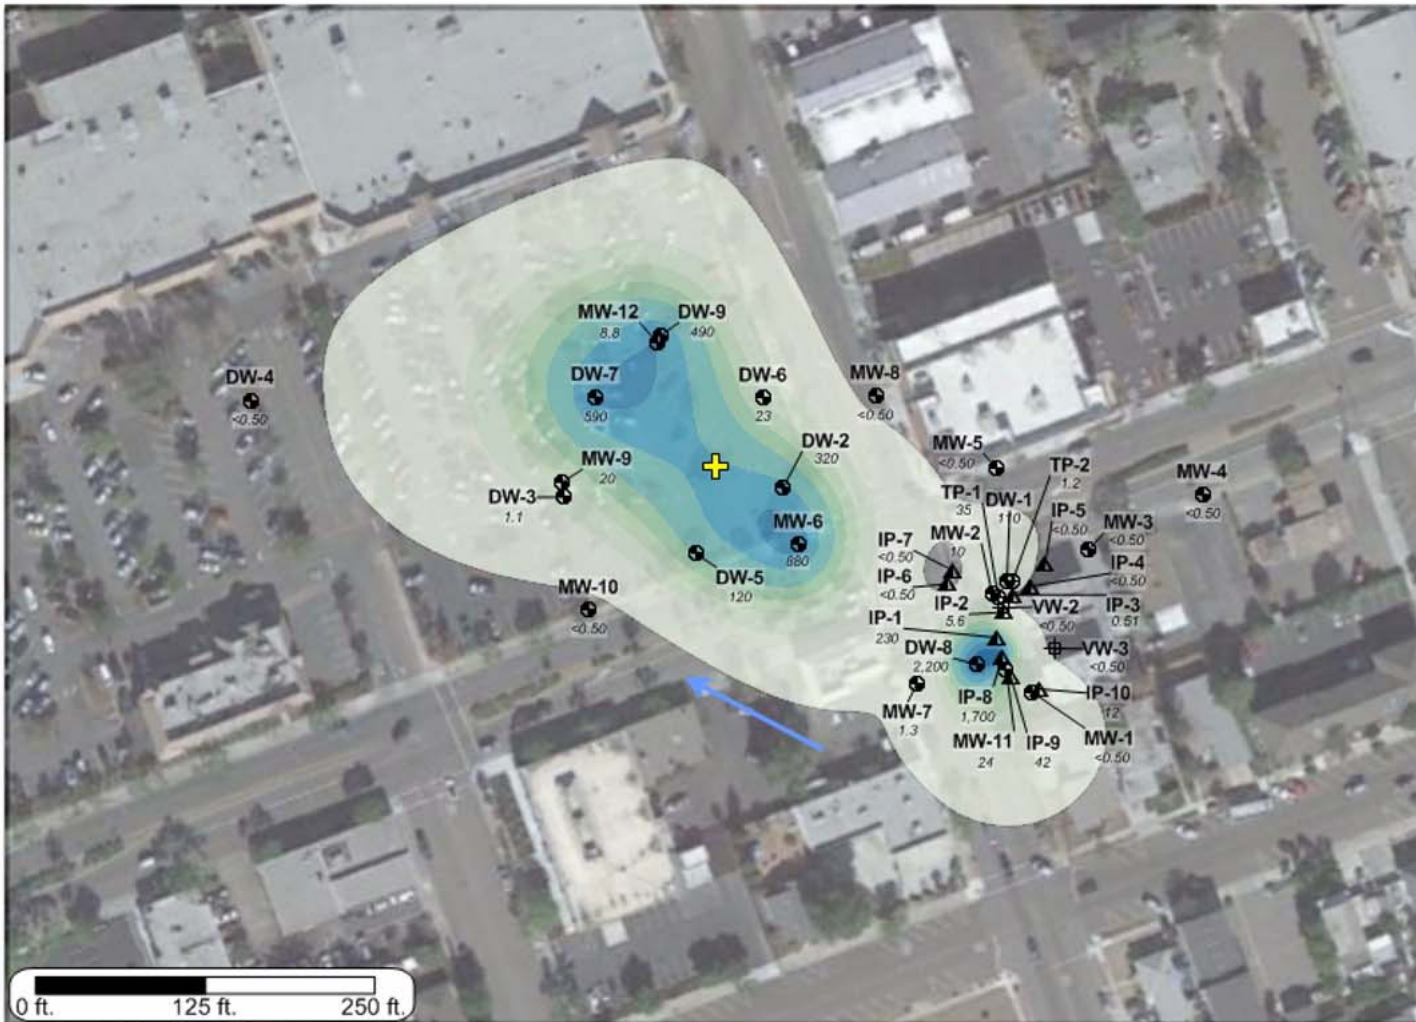 MW-12
8.8
DW-9
490
DW-7
590
DW-6
23
MW-8
<0.50
DW-4
<0.50
DW-2
320
MW-9
20
DW-3
1.1
MW-6
880
DW-5
120
MW-10
<0.50
MW-5
<0.50
TP-2
1.2
TP-1
35
DW-1
110
IP-5
<0.50
MW-4
<0.50
MW-3
<0.50
IP-7
<0.50
MW-2
10
IP-4
<0.50
IP-6
<0.50
IP-2
5.6
VW-2
<0.50
IP-3
0.51
IP-1
230
DW-8
2,200
VW-3
<0.50
IP-8
1,700
IP-10
12
MW-7
1.3
MW-11
24
IP-9
42
MW-1
<0.50
0 ft. 125 ft. 250 ft.